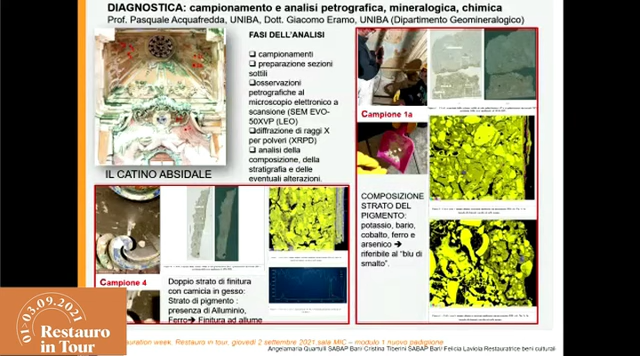 DIAGNOSTICA: campionamento e analisi petrografica, mineralogica, chimica
Prof. Pasquale Acquafredda, UNIBA, Dott. Giacomo Eramo, UNIBA (Dipartimento Geomineralogico)
FASI DELL'ANALISI
❑ campionamenti
❑ preparazione sezioni
sottili
❑osservazioni
petrografiche al
microscopio elettronico a
scansione (SEM EVO-
50XVP (LEO)
❑diffrazione di raggi X
per polveri (XRPD)
❑ analisi della
composizione, della
stratigrafia e delle
eventuali alterazioni.
IL CATINO ABSIDALE
Campione 1a
COMPOSIZIONE
STRATO DEL
PIGMENTO:
potassio, bario,
cobalto, ferro e
arsenico ➔
riferibile al "blu di
smalto".
Campione 4
Doppio strato di finitura
con camicia in gesso:
Strato di pigmento :
presenza di Alluminio,
Ferro➔ Finitura ad allume
01>03.09.2021
Restauro
in Tour
uration week. Restauro in tour, giovedì 2 settembre 2021 sala MIC – modulo 1 nuovo padiglione
Angelamaria Quartulli SABAP Bari Cristina Tiberini SABAP Bari Felicia Laviola Restauratrice beni culturali